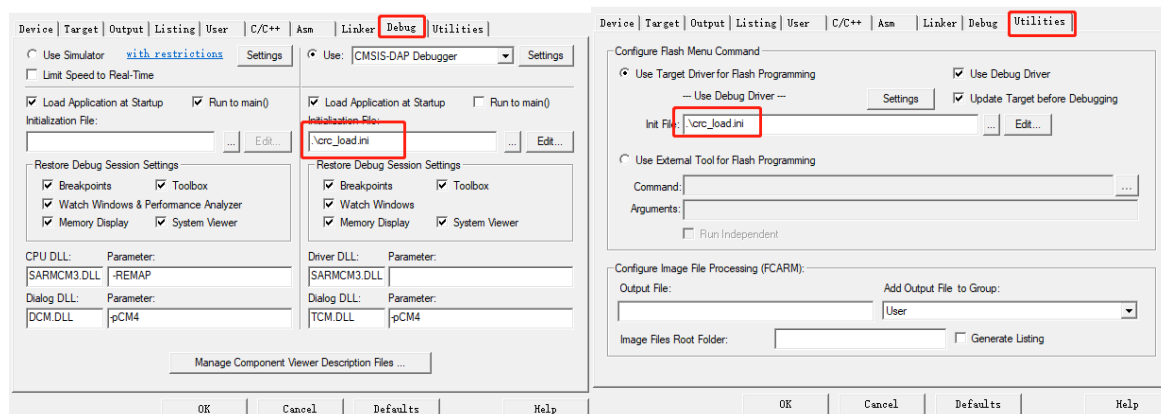 Device Target Output Listing User C/C++ Asm Linker Debug Utilities
Use Simulator with restrictions Settings
Limit Speed to Real-Time
Use: CMSIS-DAP Debugger Settings
Load Application at Startup Run to main()
Initialization File:
... Edit...
Load Application at Startup Run to main()
Initialization File:
.\crc_load.ini ... Edit...
Restore Debug Session Settings
Breakpoints Toolbox
Watch Windows & Performance Analyzer
Memory Display System Viewer
Restore Debug Session Settings
Breakpoints Toolbox
Watch Windows
Memory Display System Viewer
CPU DLL: Parameter:
SARMCM3.DLL -REMAP
Dialog DLL: Parameter:
DCM.DLL -pCM4
Driver DLL: Parameter:
SARMCM3.DLL
Dialog DLL: Parameter:
TCM.DLL -pCM4
Manage Component Viewer Description Files ...
OK Cancel Defaults Help
Device Target Output Listing User C/C++ Asm Linker Debug Utilities
Configure Flash Menu Command
Use Target Driver for Flash Programming Use Debug Driver
--- Use Debug Driver --- Settings Update Target before Debugging
Init File: .\crc_load.ini ... Edit...
Use External Tool for Flash Programming
Command: ...
Arguments:
Run Independent
Configure Image File Processing (FCARM):
Output File: Add Output File to Group:
User
Image Files Root Folder: Generate Listing
OK Cancel Defaults Help